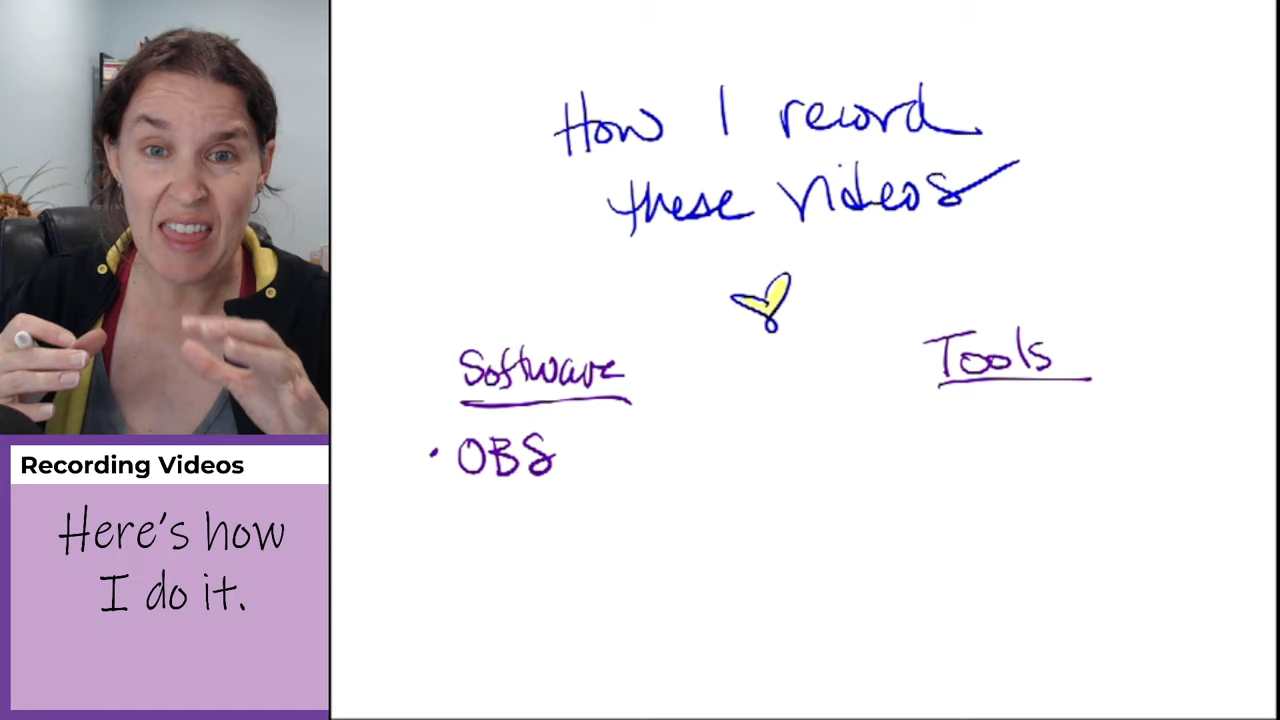 How I record
these videos
Software
Tools
• OBS
Recording Videos
Here's how
I do it.